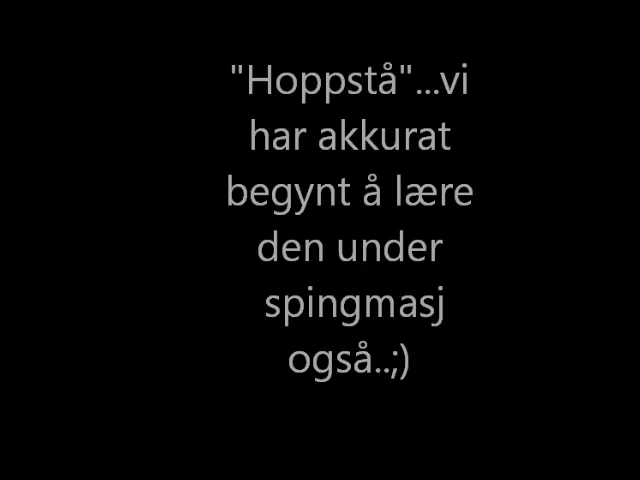 "Hoppstå"...vi
har akkurat
begynt å lære
den under
spingmasj
også..;)